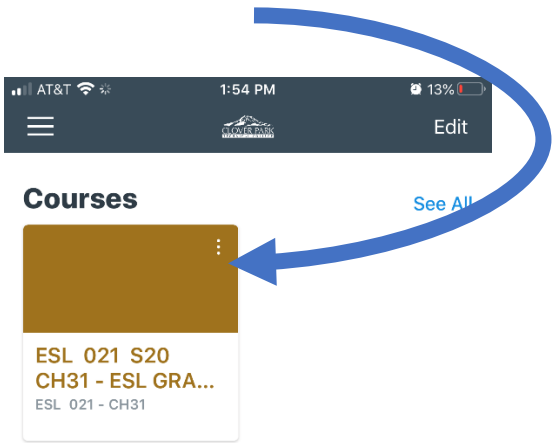 AT&T 1:54 PM 13%
CLOVER PARK
Edit
Courses
See All
ESL 021 S20
CH31 - ESL GRA...
ESL 021 - CH31